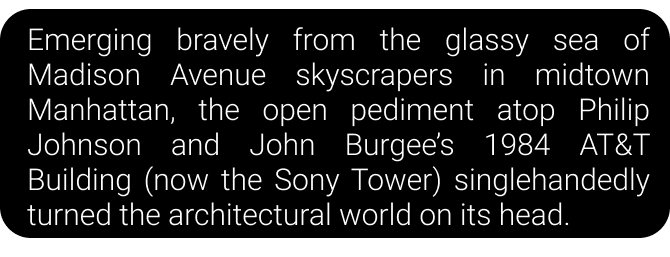 Emerging bravely from the glassy sea of
Madison Avenue skyscrapers in midtown
Manhattan, the open pediment atop Philip
Johnson and John Burgee’s 1984 AT&T
Building (now the Sony Tower) singlehandedly
turned the architectural world on its head.